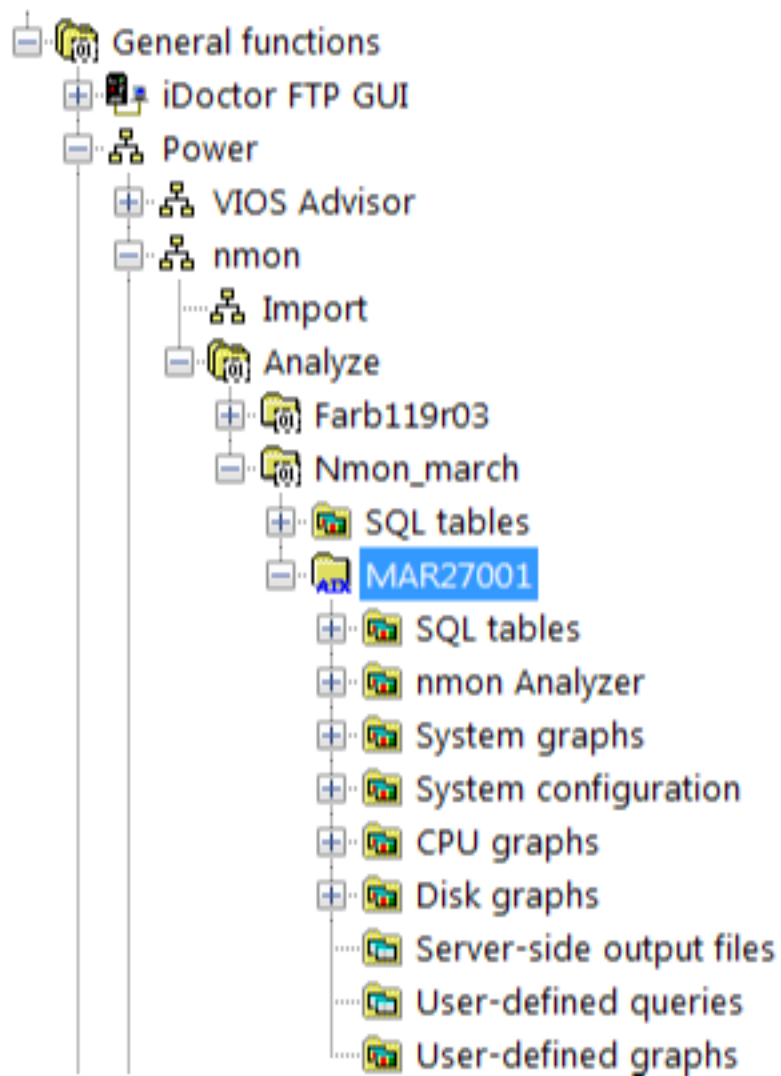 General functions
iDoctor FTP GUI
Power
VIOS Advisor
nmon
Import
Analyze
Farb119r03
Nmon_march
SQL tables
AIX MAR27001
SQL tables
nmon Analyzer
System graphs
System configuration
CPU graphs
Disk graphs
Server-side output files
User-defined queries
User-defined graphs